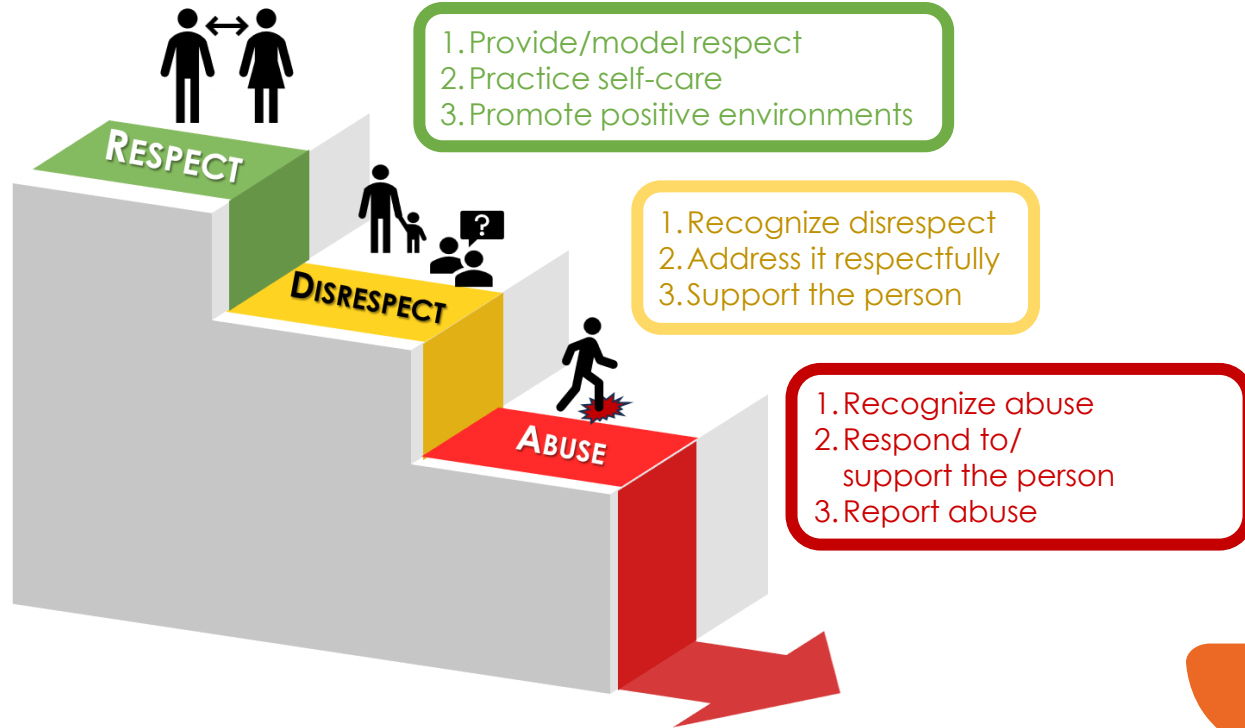 1. Provide/model respect
2. Practice self-care
3. Promote positive environments
RESPECT
?
1. Recognize disrespect
2. Address it respectfully
3. Support the person
DISRESPECT
1. Recognize abuse
2. Respond to/
support the person
3. Report abuse
ABUSE